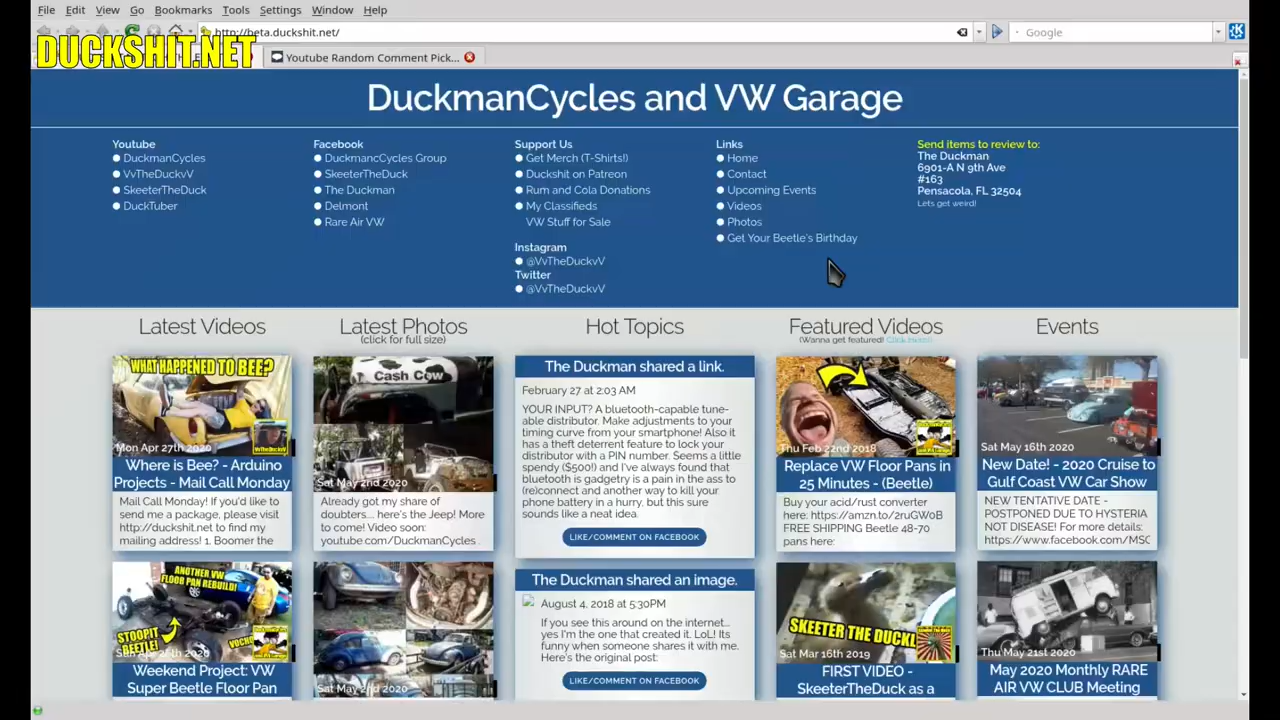 File Edit View Go Bookmarks Tools Settings Window Help
http://beta.duckshit.net/
Google
DUCKSHIT.NET
Youtube Random Comment Pick...
DuckmanCycles and VW Garage
Youtube
DuckmanCycles
VvTheDuckvV
SkeeterTheDuck
DuckTuber
Facebook
DuckmancCycles Group
SkeeterTheDuck
The Duckman
Delmont
Rare Air VW
Support Us
Get Merch (T-Shirts!)
Duckshit on Patreon
Rum and Cola Donations
My Classifieds
VW Stuff for Sale
Instagram
@VvTheDuckvV
Twitter
@VvTheDuckvV
Links
Home
Contact
Upcoming Events
Videos
Photos
Get Your Beetle's Birthday
Send items to review to:
The Duckman
6901-A N 9th Ave
#163
Pensacola, FL 32504
Lets get weird!
Latest Videos
WHAT HAPPENED TO BEE?
Mon Apr 27th 2020
Where is Bee? - Arduino
Projects - Mail Call Monday
Mail Call Monday! If you'd like to
send me a package, please visit
http://duckshit.net to find my
mailing address! 1. Boomer the
ANOTHER VW
FLOOR PAN REBUILD!
STOOPIT
BEETLE!
VOCHO
2020
Weekend Project: VW
Super Beetle Floor Pan
Latest Photos
(click for full size)
Cash Cow
Sat May 2nd 2020
Already got my share of
doubters.... here's the Jeep! More
to come! Video soon:
youtube.com/DuckmanCycles
Sat May 2nd 2020
Hot Topics
The Duckman shared a link.
February 27 at 2:03 AM
YOUR INPUT? A bluetooth-capable tune-
able distributor. Make adjustments to your
timing curve from your smartphone! Also it
has a theft deterrent feature to lock your
distributor with a PIN number. Seems a little
spendy ($500!) and I've always found that
bluetooth is gadgetry is a pain in the ass to
(re)connect and another way to kill your
phone battery in a hurry, but this sure
sounds like a neat idea.
LIKE/COMMENT ON FACEBOOK
The Duckman shared an image.
August 4, 2018 at 5:30PM
If you see this around on the internet...
yes I'm the one that created it. LoL! Its
funny when someone shares it with me.
Here's the original post:
LIKE/COMMENT ON FACEBOOK
Featured Videos
(Wanna get featured! Click Here!)
Thu Feb 22nd 2018
Replace VW Floor Pans in
25 Minutes - (Beetle)
Buy your acid/rust converter
here: https://amzn.to/2ruGW0B
FREE SHIPPING Beetle 48-70
pans here:
SKEETER THE DUCK!
Sat Mar 16th 2019
FIRST VIDEO -
SkeeterTheDuck as a
Events
Sat May 16th 2020
New Date! - 2020 Cruise to
Gulf Coast VW Car Show
NEW TENTATIVE DATE -
POSTPONED DUE TO HYSTERIA
NOT DISEASE! For more details:
https://www.facebook.com/MSC
Thu May 21st 2020
May 2020 Monthly RARE
AIR VW CLUB Meeting